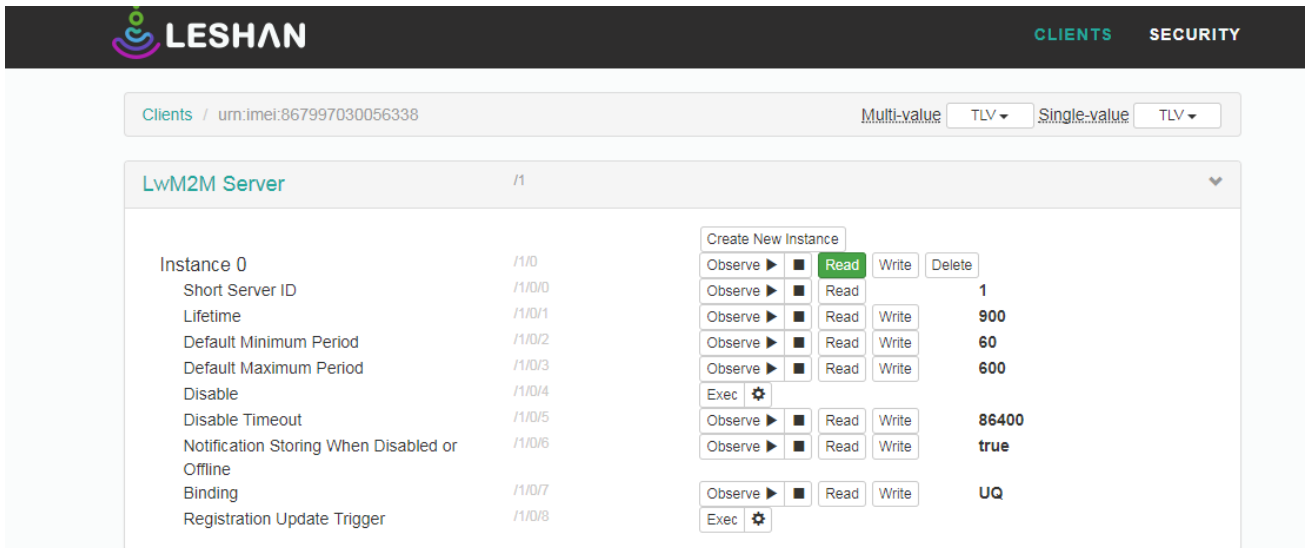 LESHΛN CLIENTS SECURITY
Clients / urn:imei:867997030056338 Multi-value TLV Single-value TLV
LwM2M Server /1
Create New Instance
Instance 0 /1/0 Observe Read Write Delete
Short Server ID /1/0/0 Observe Read 1
Lifetime /1/0/1 Observe Read Write 900
Default Minimum Period /1/0/2 Observe Read Write 60
Default Maximum Period /1/0/3 Observe Read Write 600
Disable /1/0/4 Exec
Disable Timeout /1/0/5 Observe Read Write 86400
Notification Storing When Disabled or /1/0/6 Observe Read Write true
Offline
Binding /1/0/7 Observe Read Write UQ
Registration Update Trigger /1/0/8 Exec